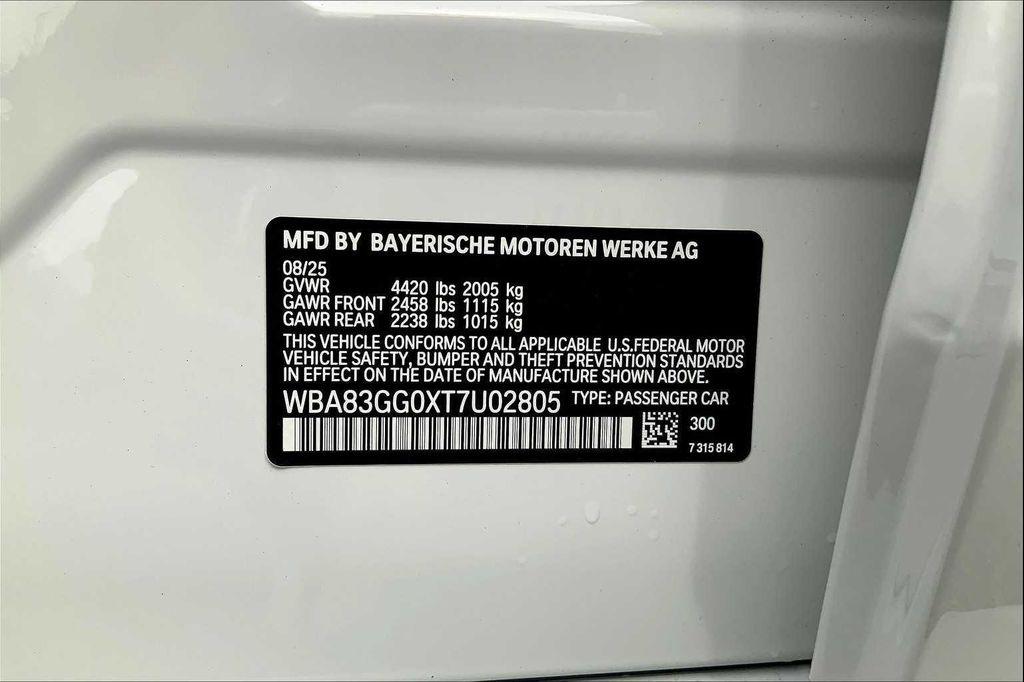 MFD BY BAYERISCHE MOTOREN WERKE AG
08/25
GVWR 4420 lbs 2005 kg
GAWR FRONT 2458 lbs 1115 kg
GAWR REAR 2238 lbs 1015 kg
THIS VEHICLE CONFORMS TO ALL APPLICABLE U.S.FEDERAL MOTOR
VEHICLE SAFETY, BUMPER AND THEFT PREVENTION STANDARDS
IN EFFECT ON THE DATE OF MANUFACTURE SHOWN ABOVE.
WBA83GG0XT7U02805 TYPE: PASSENGER CAR
300
7 315 814